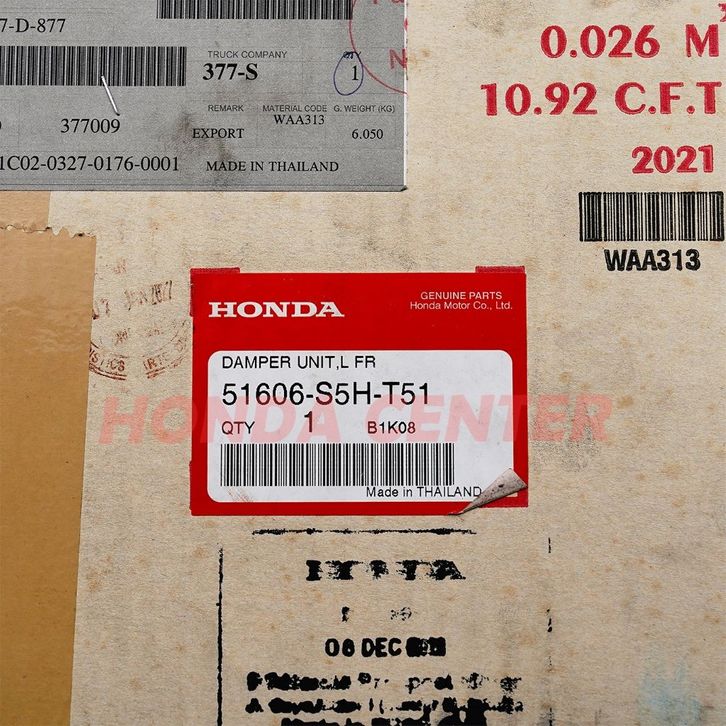 7-D-877
TRUCK COMPANY
377-S
1
REMARK MATERIAL CODE G. WEIGHT (KG)
377009 EXPORT WAA313 6.050
1C02-0327-0176-0001 MADE IN THAILAND
0.026 M
10.92 C.F.T
2021
WAA313
HONDA
GENUINE PARTS
Honda Motor Co., Ltd.
DAMPER UNIT,L FR
51606-S5H-T51
QTY 1 B1K08
Made in THAILAND
HONDA CENTER
08 DEC